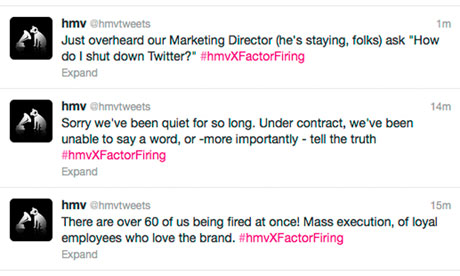 hmv @hmvtweets 1m
Just overheard our Marketing Director (he's staying, folks) ask "How
do I shut down Twitter?" #hmvXFactorFiring
Expand
hmv @hmvtweets 14m
Sorry we've been quiet for so long. Under contract, we've been
unable to say a word, or -more importantly - tell the truth
#hmvXFactorFiring
Expand
hmv @hmvtweets 15m
There are over 60 of us being fired at once! Mass execution, of loyal
employees who love the brand. #hmvXFactorFiring
Expand